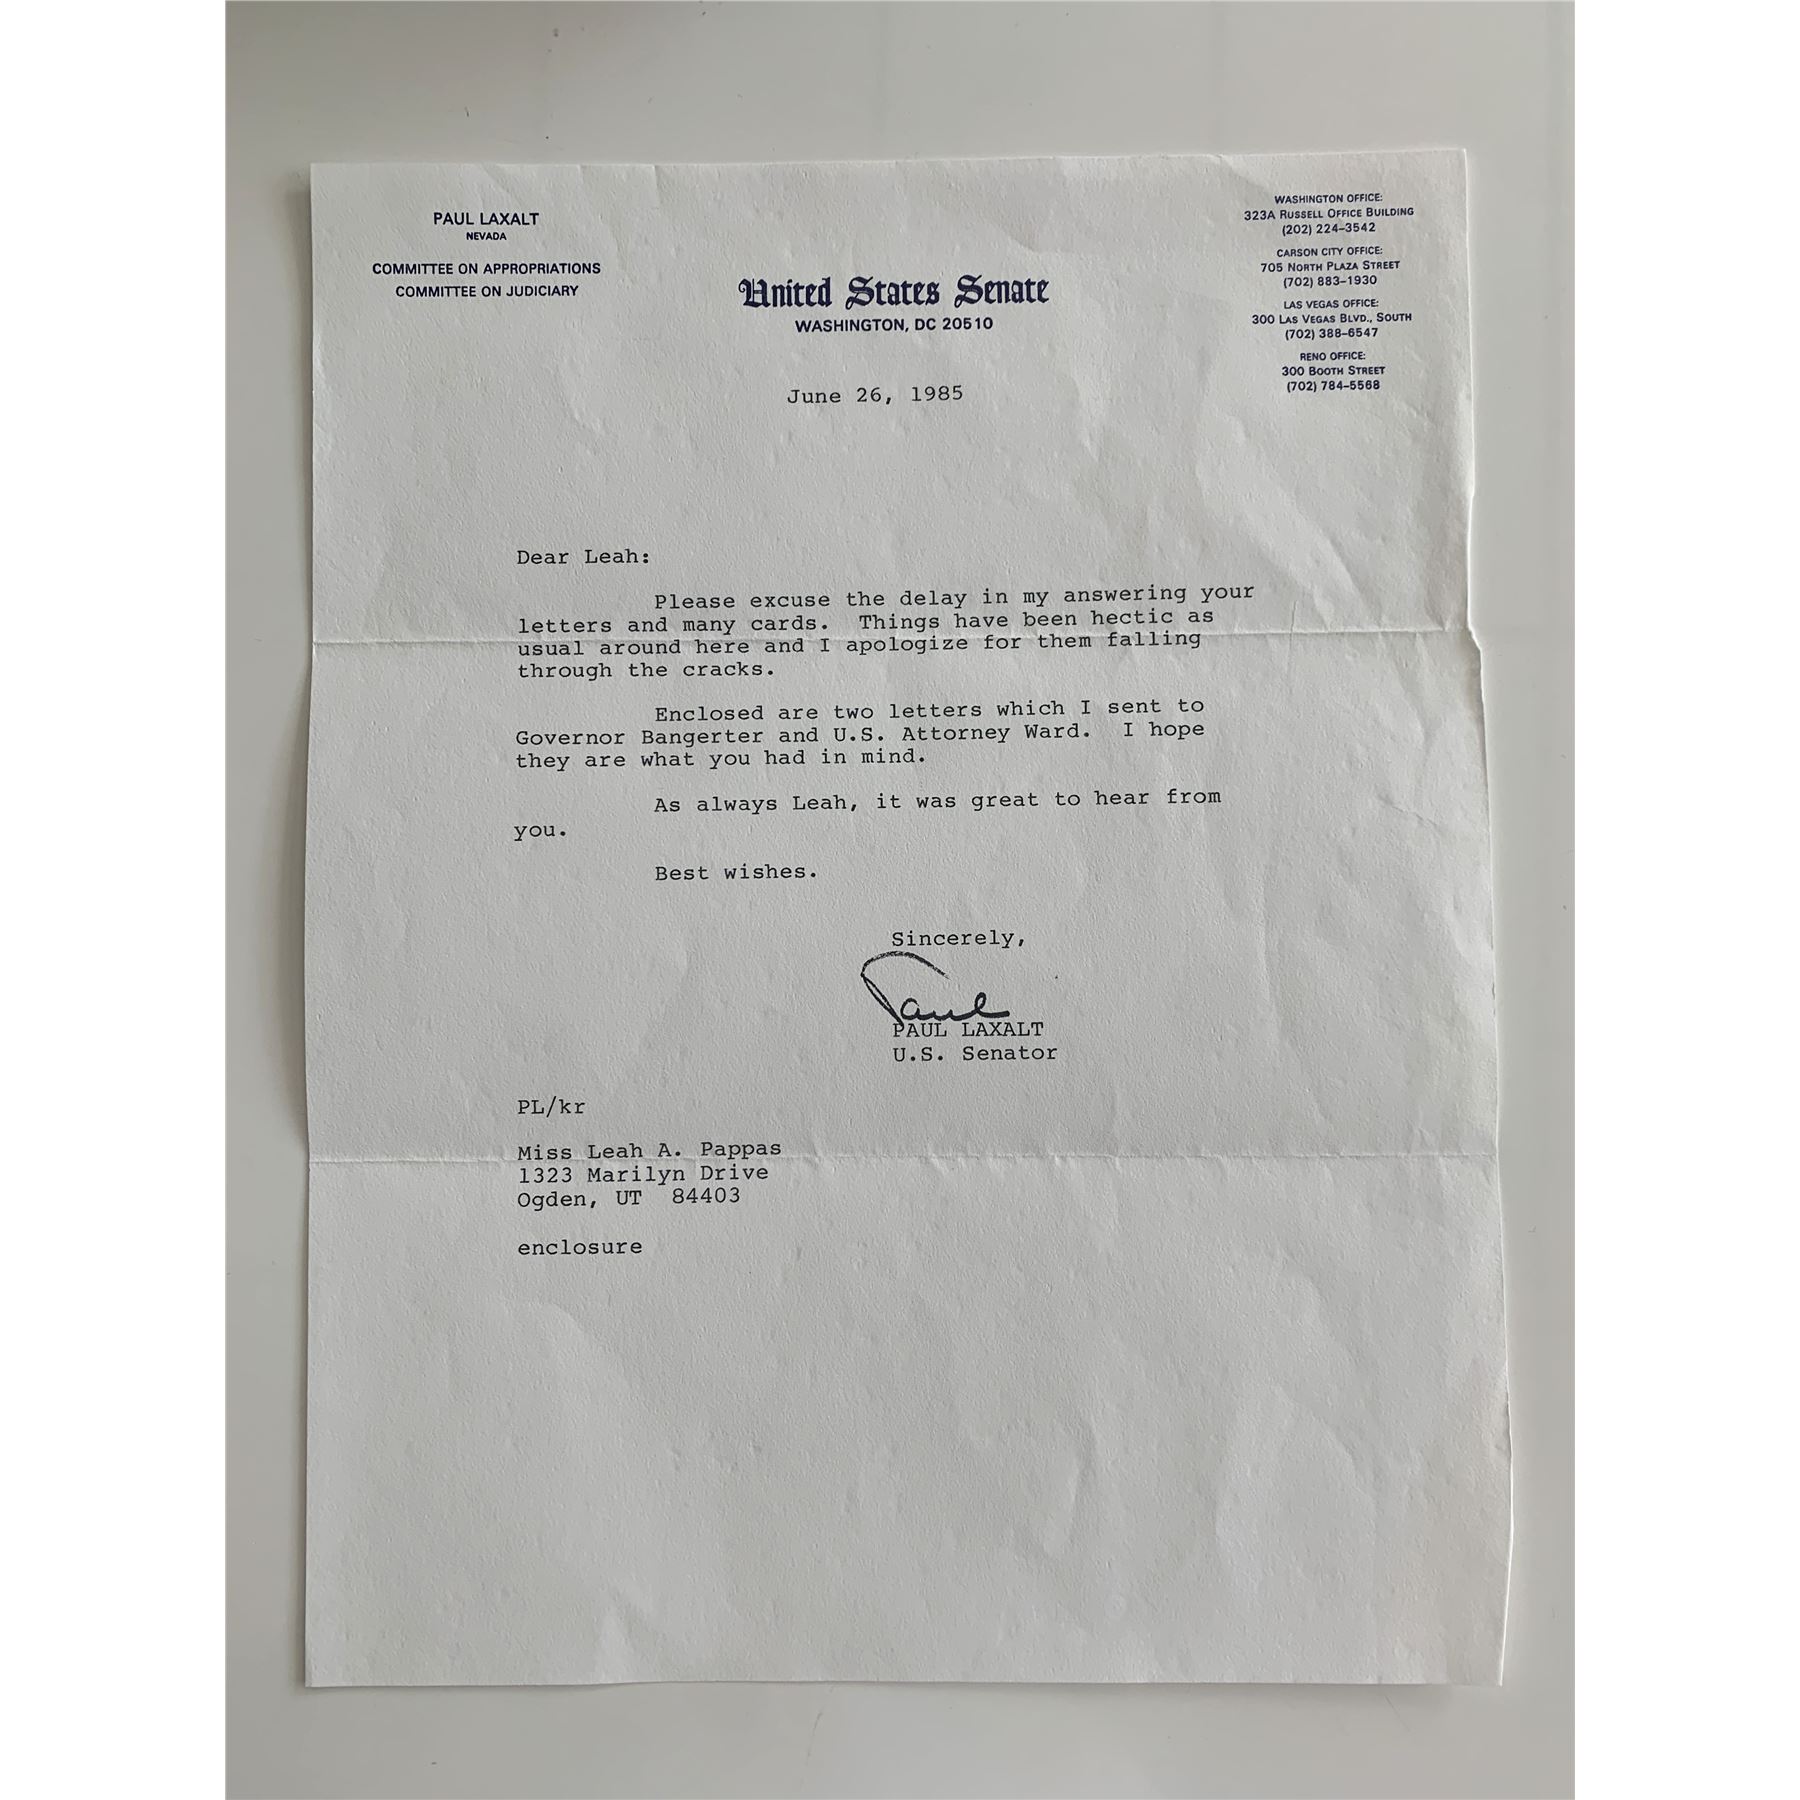 PAUL LAXALT
NEVADA
COMMITTEE ON APPROPRIATIONS
COMMITTEE ON JUDICIARY
United States Senate
WASHINGTON, DC 20510
WASHINGTON OFFICE:
323A RUSSELL OFFICE BUILDING
(202) 224-3542
CARSON CITY OFFICE:
705 NORTH PLAZA STREET
(702) 883-1930
LAS VEGAS OFFICE:
300 LAS VEGAS BLVD., SOUTH
(702) 388-6547
RENO OFFICE:
300 BOOTH STREET
(702) 784-5568
June 26, 1985
Dear Leah:
Please excuse the delay in my answering your
letters and many cards. Things have been hectic as
usual around here and I apologize for them falling
through the cracks.
Enclosed are two letters which I sent to
Governor Bangerter and U.S. Attorney Ward. I hope
they are what you had in mind.
As always Leah, it was great to hear from
you.
Best wishes.
Sincerely,
Paul
PAUL LAXALT
U.S. Senator
PL/kr
Miss Leah A. Pappas
1323 Marilyn Drive
Ogden, UT 84403
enclosure